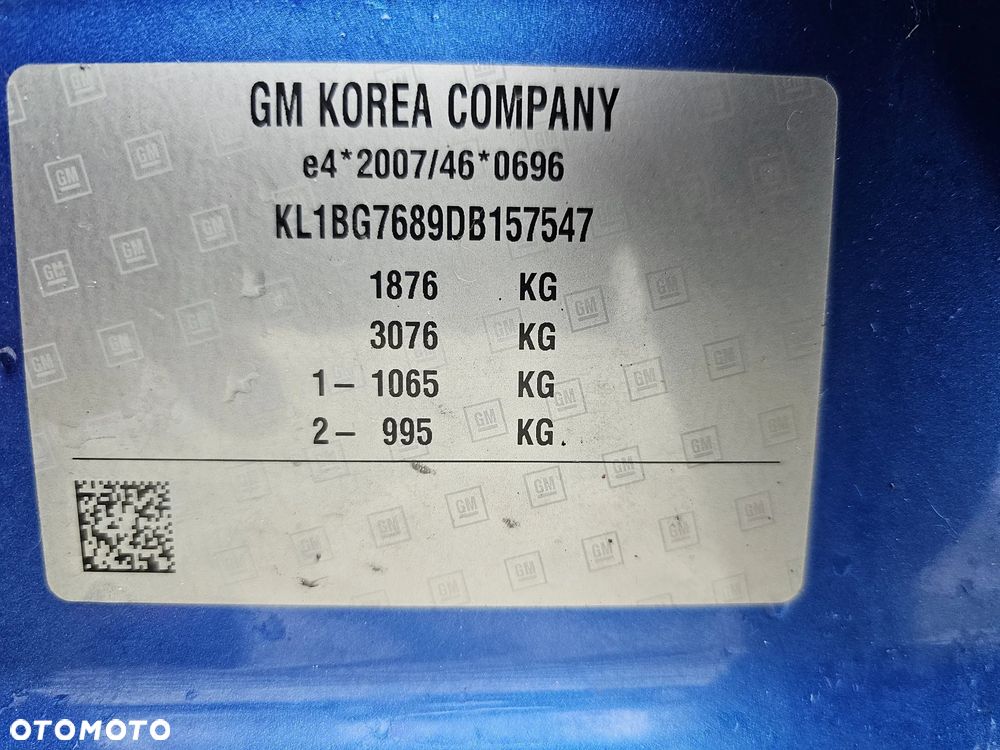 GM KOREA COMPANY
e4*2007/46*0696
KL1BG7689DB157547
1876 KG
3076 KG
1– 1065 KG
2– 995 KG.
OTOMOTO